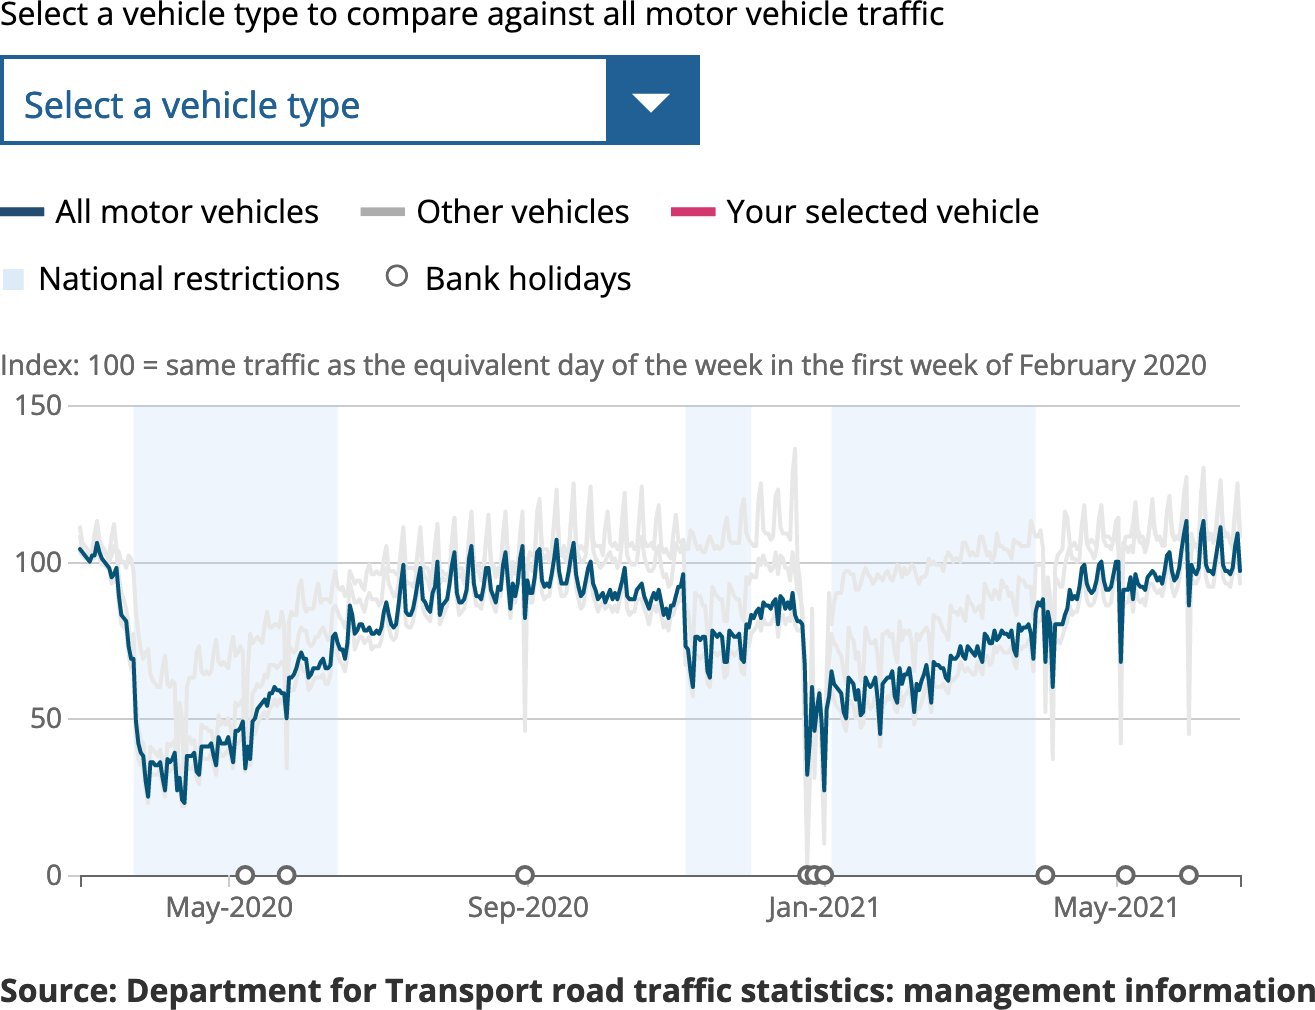 Select a vehicle type to compare against all motor vehicle traffic
Select a vehicle type
All motor vehicles Other vehicles Your selected vehicle
National restrictions Bank holidays
Index: 100 = same traffic as the equivalent day of the week in the first week of February 2020
150
100
50
0
May-2020 Sep-2020 Jan-2021 May-2021
Source: Department for Transport road traffic statistics: management information